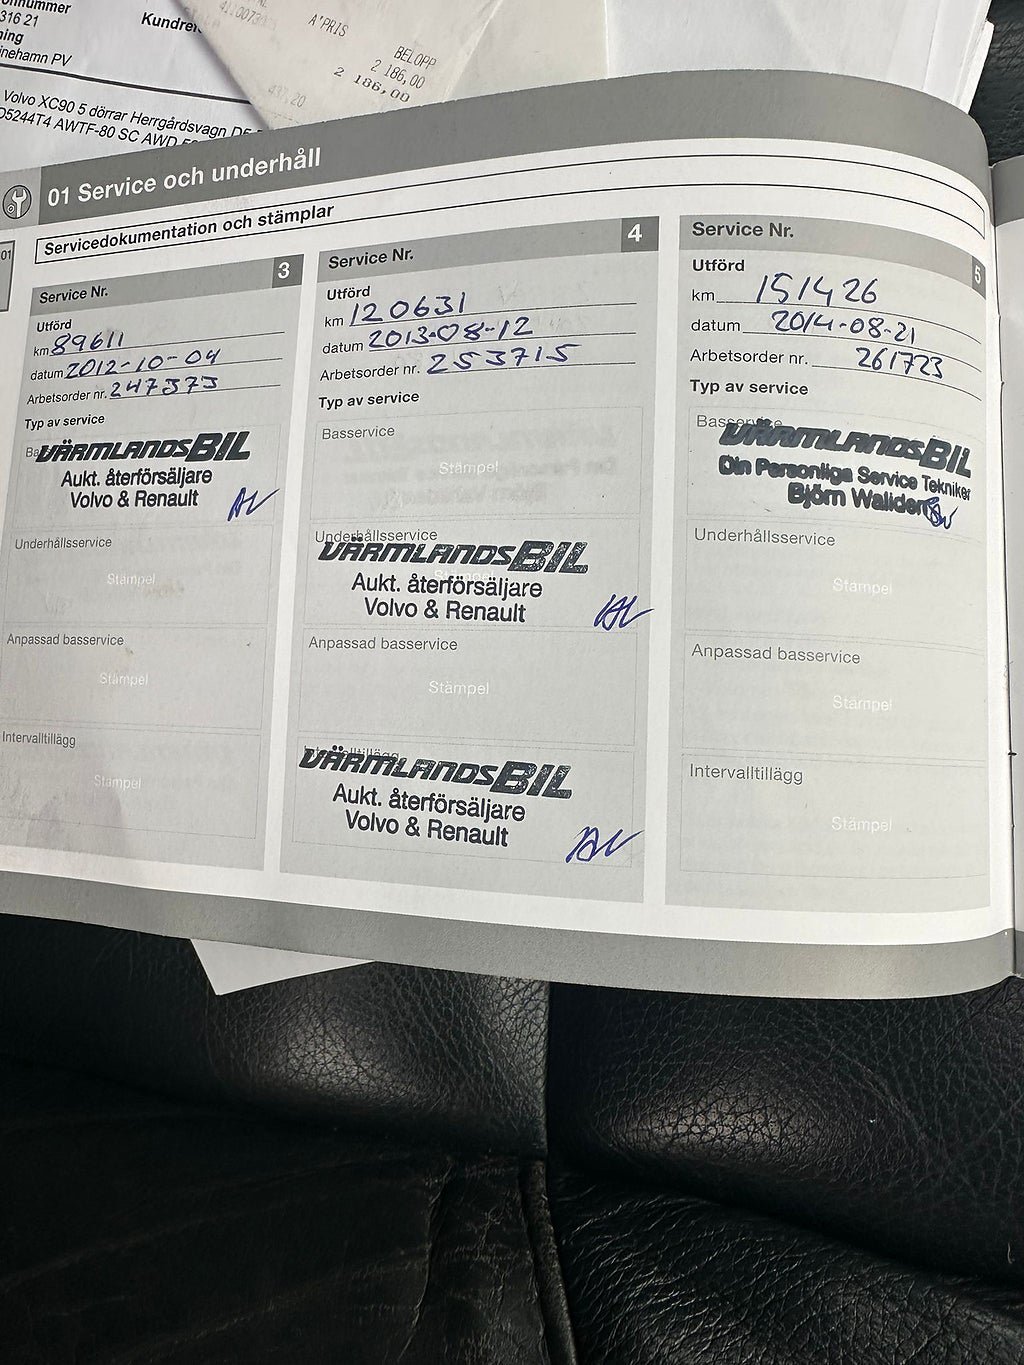 316 21
Kundre
nehamn PV
Volvo XC90 5 dörrar Herrgårdsvagn D5
D5244T4 AWTF-80 SC AWD
A'PRIS
BELOPP
2 186,00
2 186,00
01 Service och underhåll
01
Servicedokumentation och stämplar
Service Nr. 3
Utförd
km 89611
datum 2012-10-04
Arbetsorder nr. 247373
Typ av service
VÄRMLANDSBIL
Aukt. återförsäljare
Volvo & Renault
Underhållsservice
Stämpel
Anpassad basservice
Stämpel
Intervalltillägg
Stämpel
Service Nr. 4
Utförd
km 120631
datum 2013-08-12
Arbetsorder nr. 253715
Typ av service
Basservice
Stämpel
Underhållsservice
VÄRMLANDSBIL
Aukt. återförsäljare
Volvo & Renault
Anpassad basservice
Stämpel
Intervalltillägg
VÄRMLANDSBIL
Aukt. återförsäljare
Volvo & Renault
Service Nr. 5
Utförd
km 151426
datum 2014-08-21
Arbetsorder nr. 261723
Typ av service
Basservice
VÄRMLANDSBIL
Din Personliga Service Tekniker
Björn Walldén
Underhållsservice
Stämpel
Anpassad basservice
Stämpel
Intervalltillägg
Stämpel